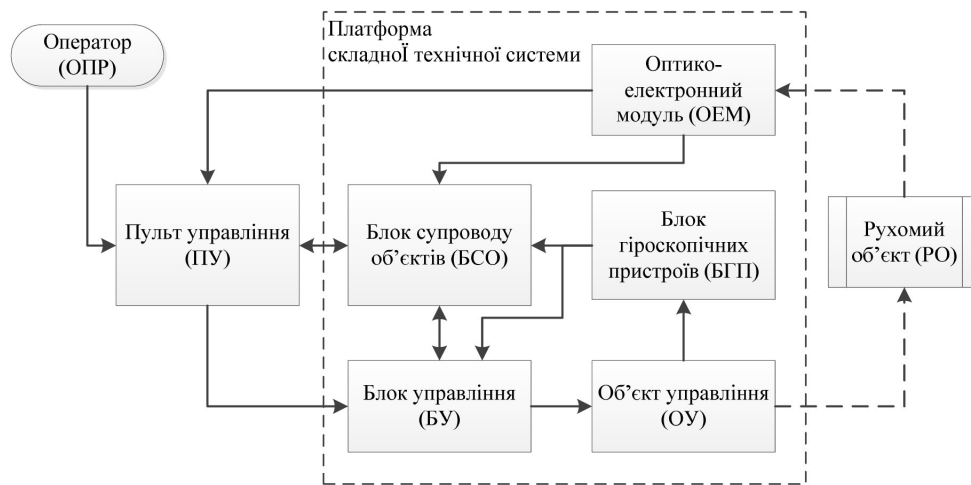 Платформа
складнОЇ технічної системи
Оператор
(ОПР)
Оптико-
електронний
модуль (ОЕМ)
Пульт управління
(ПУ)
Блок супроводу
об’єктів (БСО)
Блок
гіроскопічних
пристроїв (БГП)
Рухомий
об’єкт (РО)
Блок управління
(БУ)
Об’єкт управління
(ОУ)